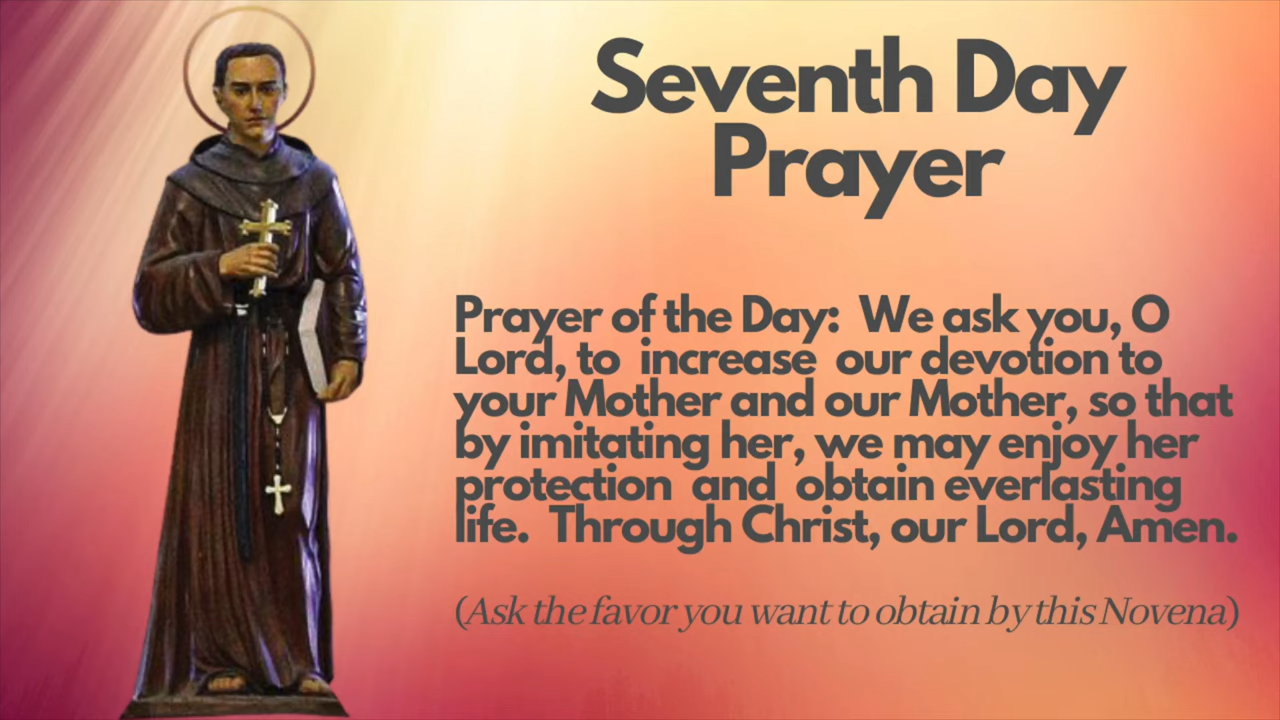 Seventh Day
Prayer
Prayer of the Day: We ask you, O
Lord, to increase our devotion to
your Mother and our Mother, so that
by imitating her, we may enjoy her
protection and obtain everlasting
life. Through Christ, our Lord, Amen.
(Ask the favor you want to obtain by this Novena)